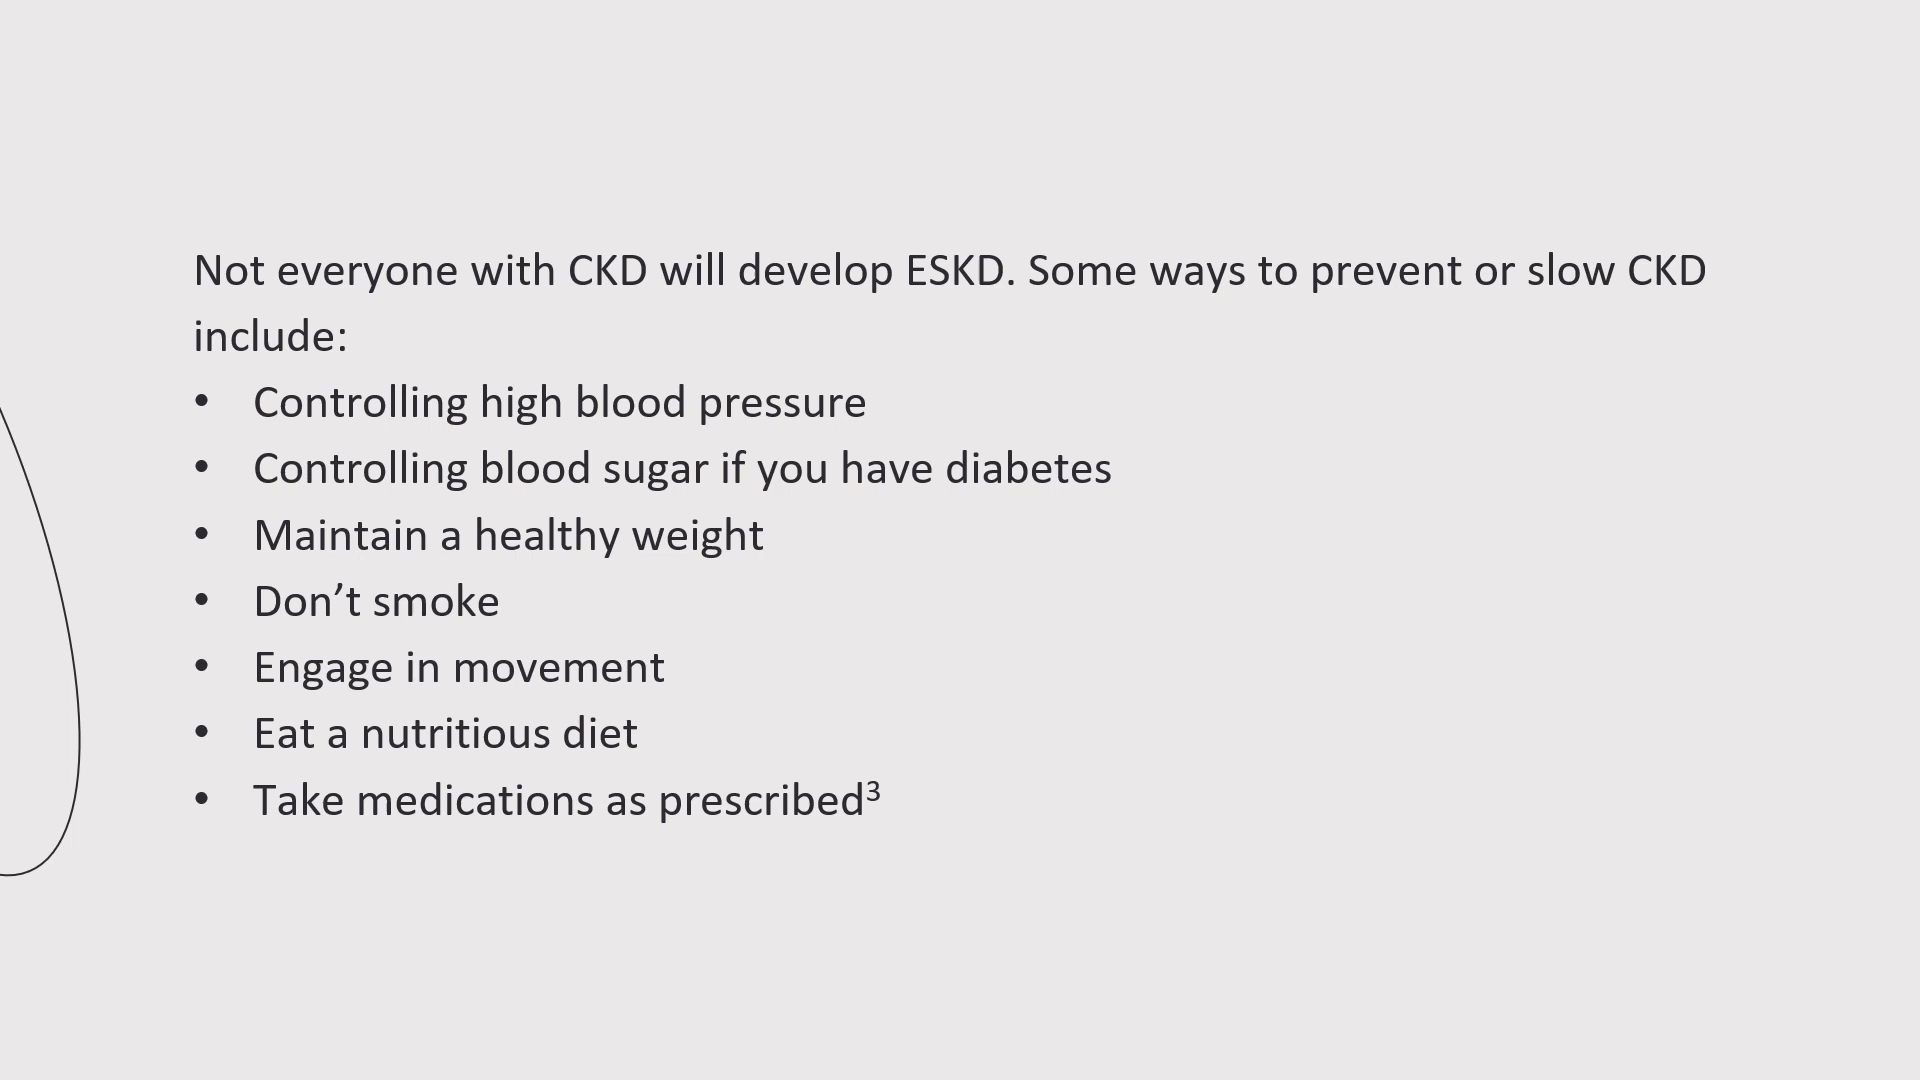 Not everyone with CKD will develop ESKD. Some ways to prevent or slow CKD
include:
• Controlling high blood pressure
• Controlling blood sugar if you have diabetes
• Maintain a healthy weight
• Don’t smoke
• Engage in movement
• Eat a nutritious diet
• Take medications as prescribed³